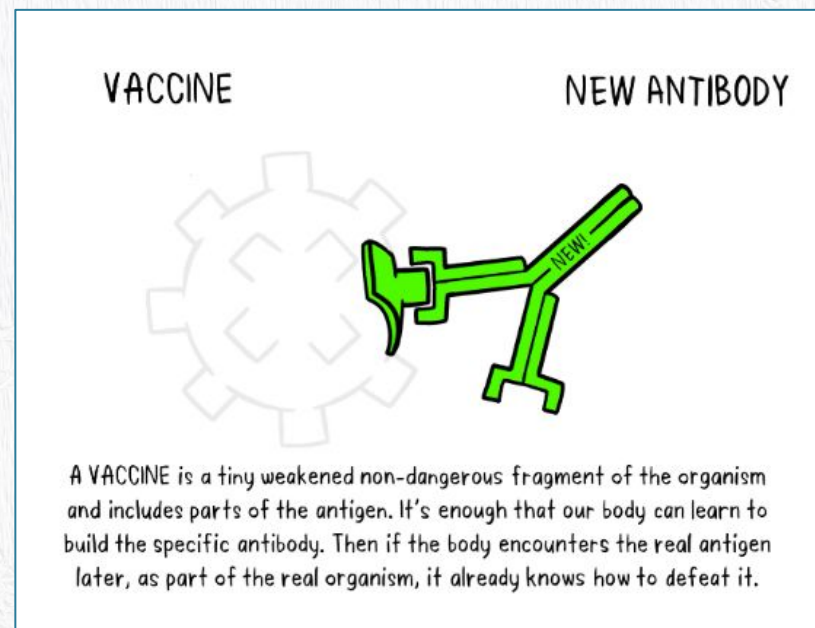 VACCINE
NEW ANTIBODY
NEW!
A VACCINE is a tiny weakened non-dangerous fragment of the organism
and includes parts of the antigen. It's enough that our body can learn to
build the specific antibody. Then if the body encounters the real antigen
later, as part of the real organism, it already knows how to defeat it.